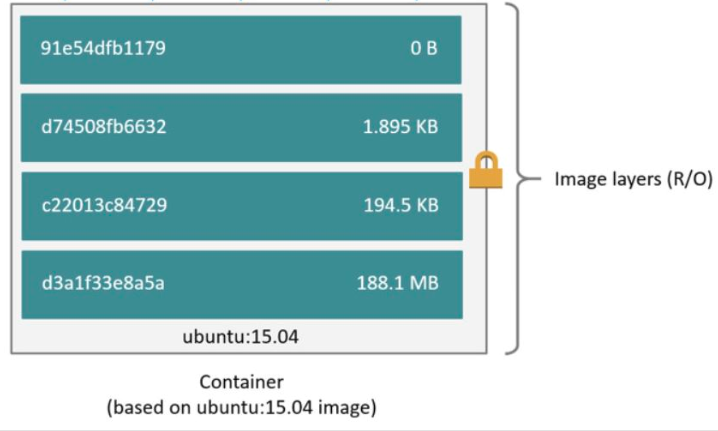 91e54dfb1179 0 B
d74508fb6632 1.895 KB
c22013c84729 194.5 KB
d3a1f33e8a5a 188.1 MB
ubuntu:15.04
Image layers (R/O)
Container
(based on ubuntu:15.04 image)